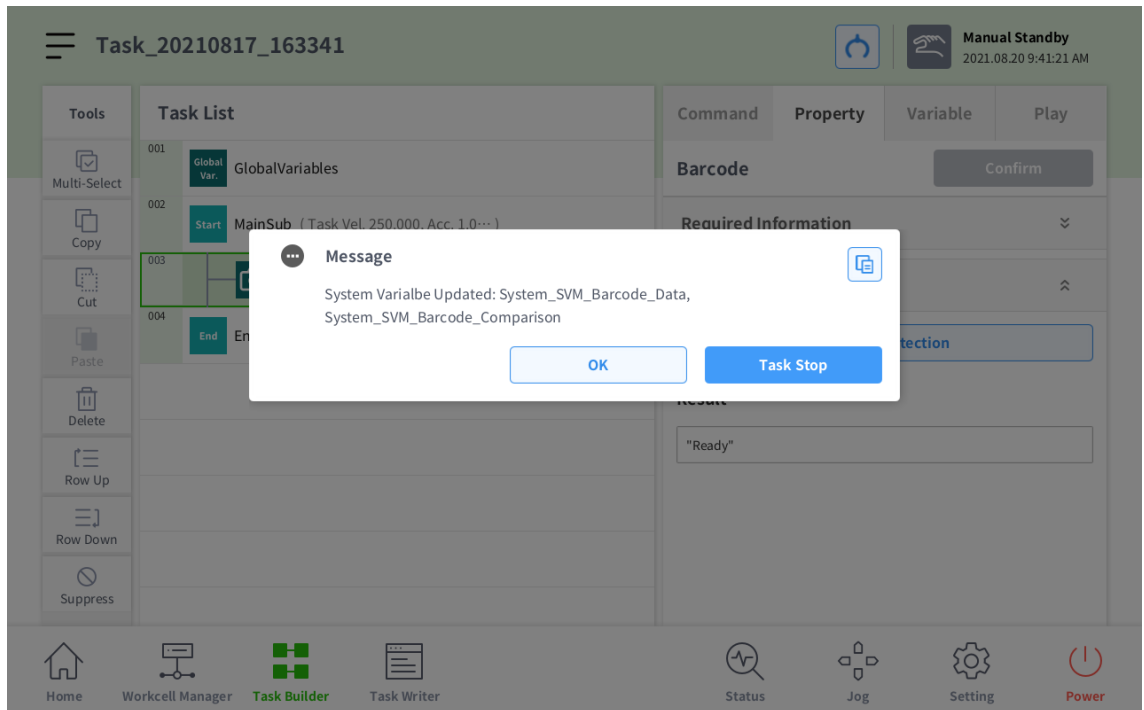 Task_20210817_163341
Manual Standby
2021.08.20 9:41:21 AM
Tools
Task List
Command
Property
Variable
Play
Multi-Select
Copy
Cut
Paste
Delete
Row Up
Row Down
Suppress
001
Global
Var.
GlobalVariables
002
Start
MainSub ( Task Vel. 250.000, Acc. 1.0⋯ )
003
004
End
Barcode
Confirm
Required Information
Message
System Varialbe Updated: System_SVM_Barcode_Data,
System_SVM_Barcode_Comparison
OK
Task Stop
Result
"Ready"
Home
Workcell Manager
Task Builder
Task Writer
Status
Jog
Setting
Power